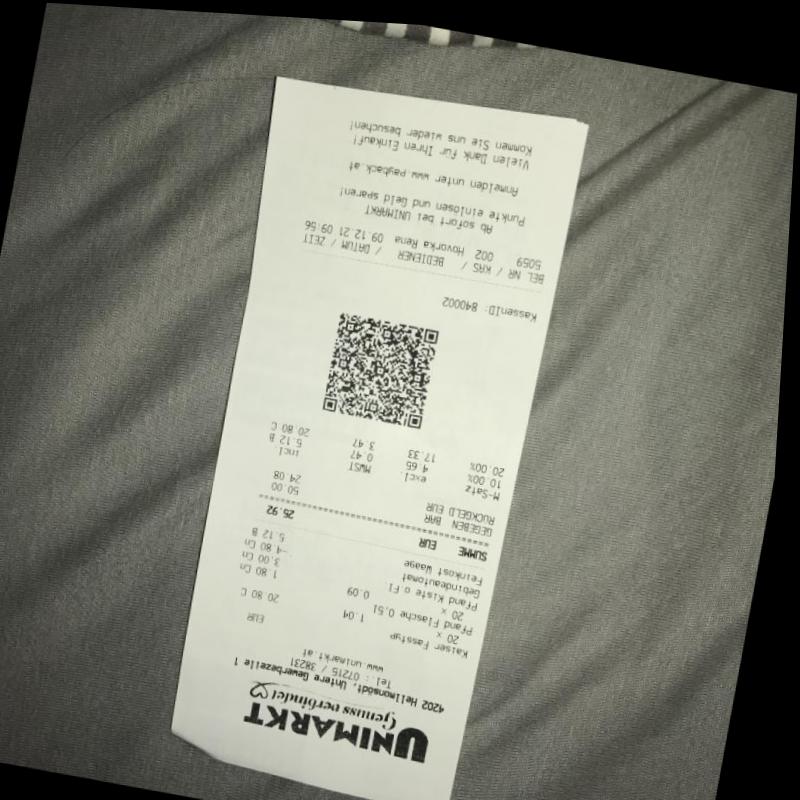 UNIMARKT
Genuss verbindet
4202 Hellmonsödt, Untere Gewerbezeile 1
Tel.: 07215 / 38231
www.unimarkt.at
EUR
Kaiser Fasstyp
20 x 1.04 20.80 C
Pfand Flasche 0,5l
20 x 0.09 1.80 Cn
Pfand Kiste o.Fl. 3.00 Cn
Gebindeautomat -4.80 Cn
Feinkost Waage 5.12 B
SUMME EUR 25.92
GEGEBEN BAR 50.00
RÜCKGELD EUR 24.08
M-Satz excl. MWST incl.
10.00% 4.65 0.47 5.12 B
20.00% 17.33 3.47 20.80 C
KassenID: 840002
BEL NR / KAS / BEDIENER / DATUM / ZEIT
5059 002 Hovorka Rena 09.12.21 09:56
Ab sofort bei UNIMARKT
Punkte einlösen und Geld sparen!
Anmelden unter www.payback.at
Vielen Dank für Ihren Einkauf!
Kommen Sie uns wieder besuchen!